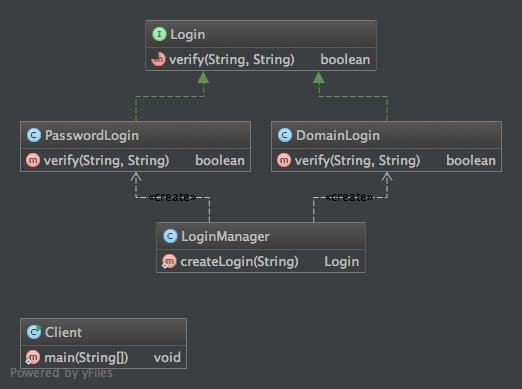 Login
verify(String, String) boolean
PasswordLogin
verify(String, String) boolean
DomainLogin
verify(String, String) boolean
«create»
«create»
LoginManager
createLogin(String) Login
Client
main(String[]) void
Powered by yFiles